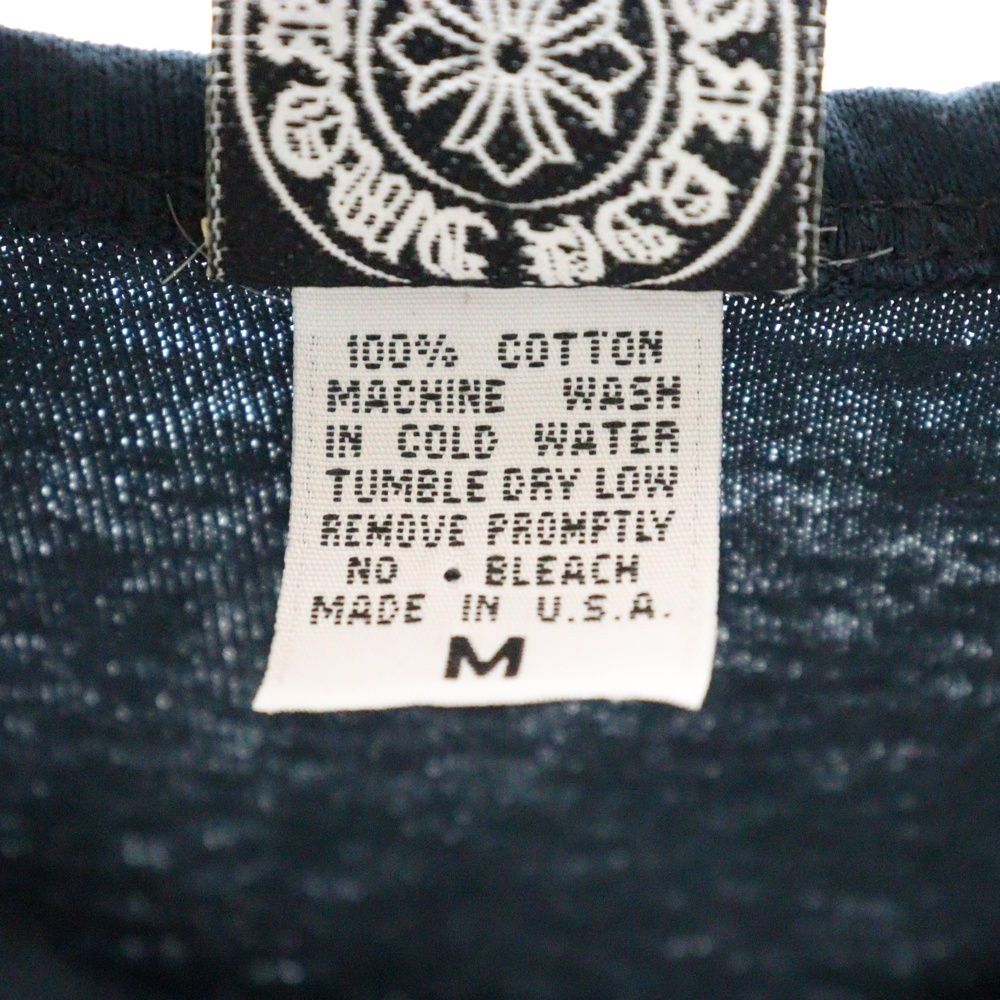 100% COTTON
MACHINE WASH
IN COLD WATER
TUMBLE DRY LOW
REMOVE PROMPTLY
NO • BLEACH
MADE IN U.S.A.
M